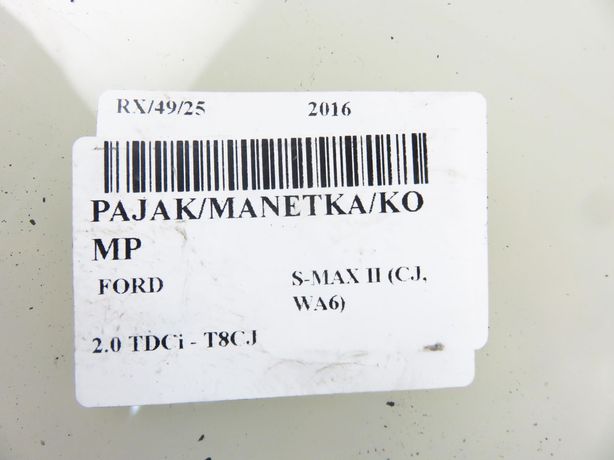 RX/49/25 2016
PAJAK/MANETKA/KO
MP
FORD S-MAX II (CJ,
WA6)
2.0 TDCi - T8CJ